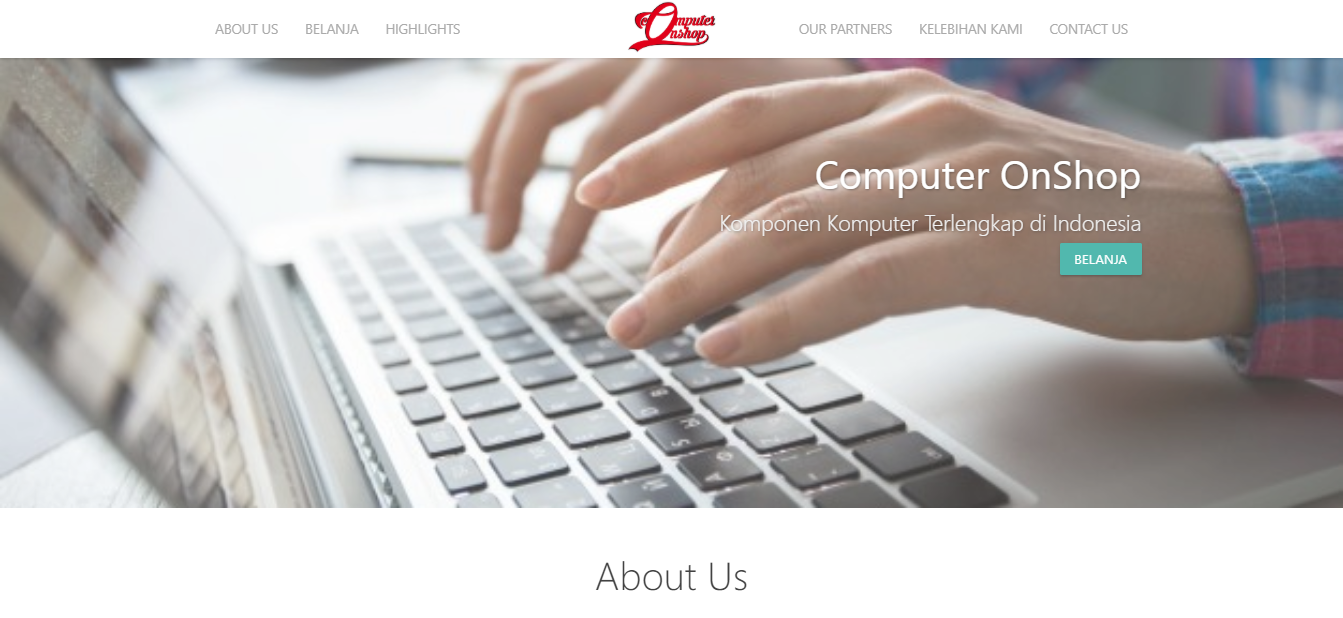 ABOUT US BELANJA HIGHLIGHTS Computer Onshop OUR PARTNERS KELEBIHAN KAMI CONTACT US
Computer OnShop
Komponen Komputer Terlengkap di Indonesia
BELANJA
About Us